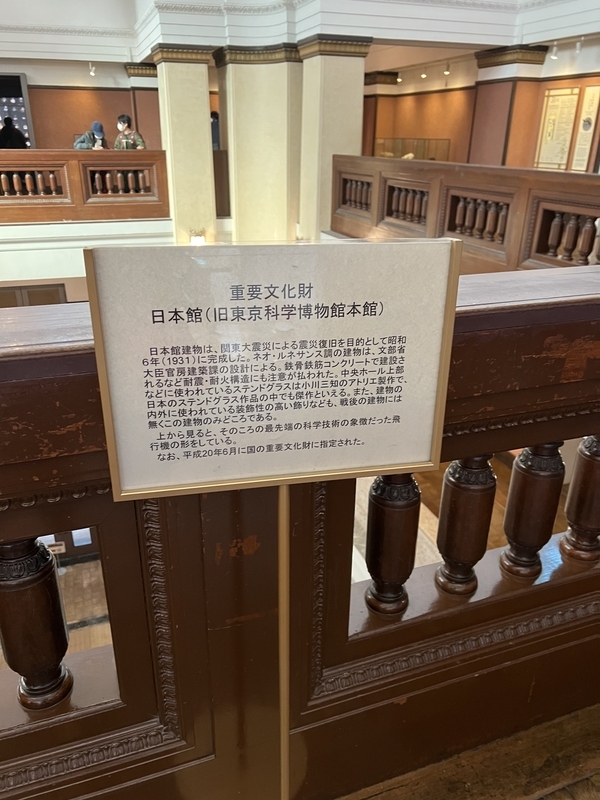 重要文化財
日本館(旧東京科学博物館本館)
日本館建物は、関東大震災による震災復旧を目的として昭和
6年(1931)に完成した。ネオ・ルネサンス調の建物は、文部省
大臣官房建築課の設計による。鉄骨鉄筋コンクリートで建設さ
れるなど耐震・耐火構造にも注意が払われた。中央ホール上部
などに使われているステンドグラスは小川三知のアトリエ製作で、
日本のステンドグラス作品の中でも傑作といえる。また、建物の
内外に使われている装飾性の高い飾りなども、戦後の建物には
無くこの建物のみどころである。
上から見ると、そのころの最先端の科学技術の象徴だった飛
行機の形をしている。
なお、平成20年6月に国の重要文化財に指定された。